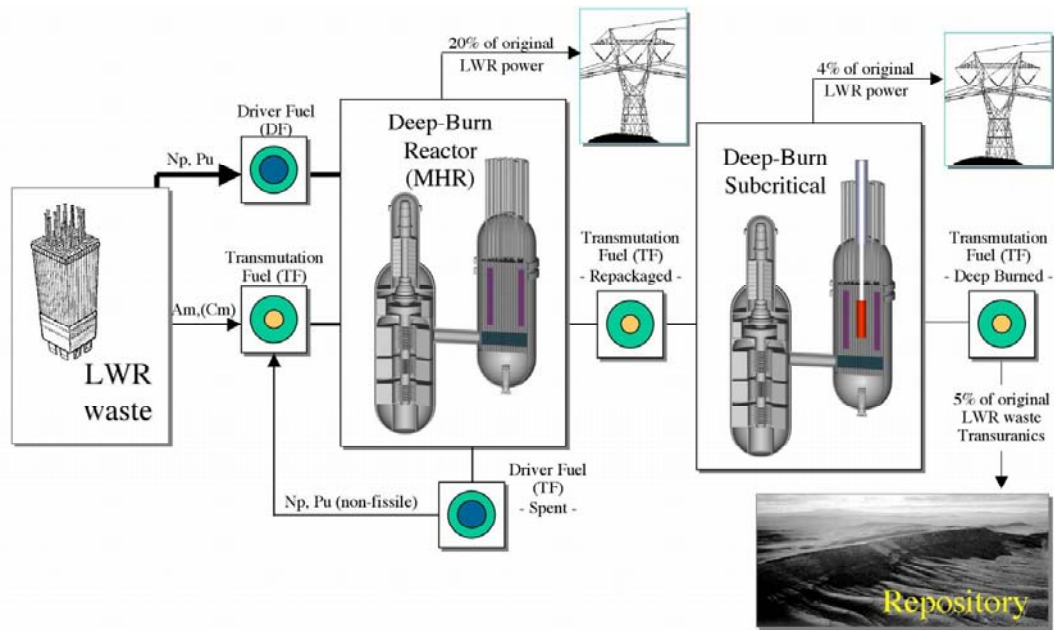 20% of original
LWR power
4% of original
LWR power
Driver Fuel
(DF)
Np, Pu
Deep-Burn
Reactor
(MHR)
Deep-Burn
Subcritical
Transmutation
Fuel (TF)
Am,(Cm)
LWR
waste
Transmutation
Fuel (TF)
- Repackaged -
Transmutation
Fuel (TF)
- Deep Burned -
5% of original
LWR waste
Transuranics
Np, Pu (non-fissile)
Driver Fuel
(TF)
- Spent -
Repository